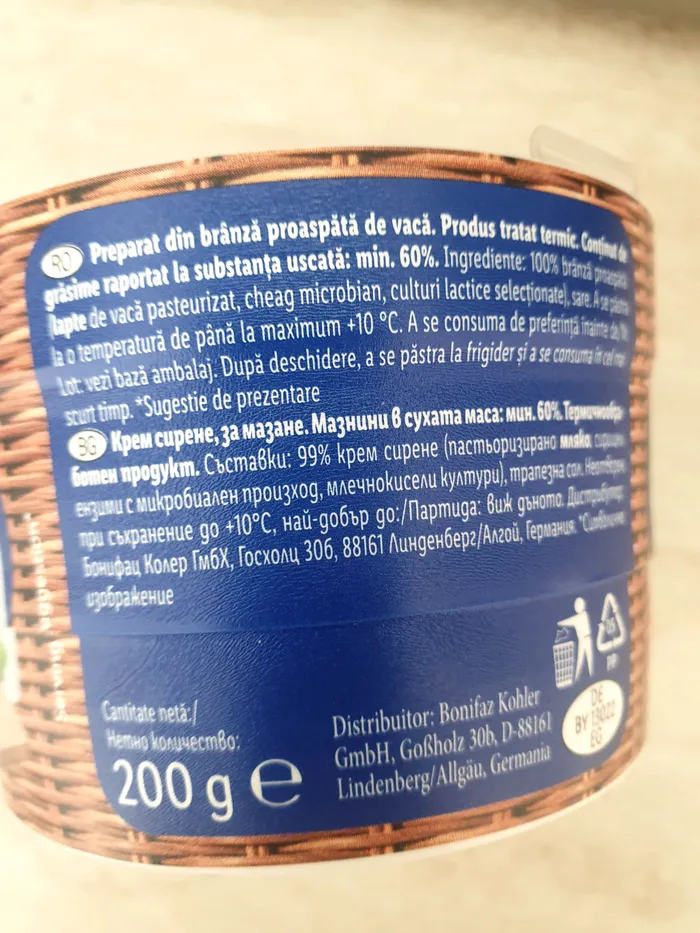 RO Preparat din brânză proaspătă de vacă. Produs tratat termic. Conținut de
grăsime raportat la substanța uscată: min. 60%. Ingrediente: 100% brânză proaspătă
lapte de vacă pasteurizat, cheag microbian, culturi lactice selecționate), sare. A se păstra
la o temperatură de până la maximum +10 °C. A se consuma de preferință înainte de/
Lot: vezi bază ambalaj. După deschidere, a se păstra la frigider și a se consuma în cel mai
scurt timp. *Sugestie de prezentare
BG Крем сирене, за мазане. Мазнини в сухата маса: мин. 60%. Термичнообра-
ботен продукт. Съставки: 99% крем сирене (пастьоризирано мляко,
ензими с микробиален произход, млечнокисели култури), трапезна сол.
при съхранение до +10°C, най-добър до:/Партида: виж дъното. Дистрибутор:
Бонифац Колер ГмбХ, Госхолц 30б, 88161 Линденберг/Алгой, Германия.
изображение
Cantitate netă:/
Нетно количество:
200 g e
Distribuitor: Bonifaz Kohler
GmbH, Goßholz 30b, D-88161
Lindenberg/Allgäu, Germania
05
PP
DE
BY 13022
EG